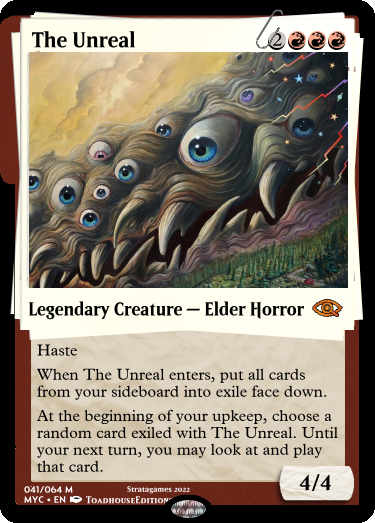 The Unreal
2
Legendary Creature — Elder Horror
Haste
When The Unreal enters, put all cards
from your sideboard into exile face down.
At the beginning of your upkeep, choose a
random card exiled with The Unreal. Until
your next turn, you may look at and play
that card.
4/4
041/064 M
Stratagames 2022
MYC • EN
ToadhouseEditions